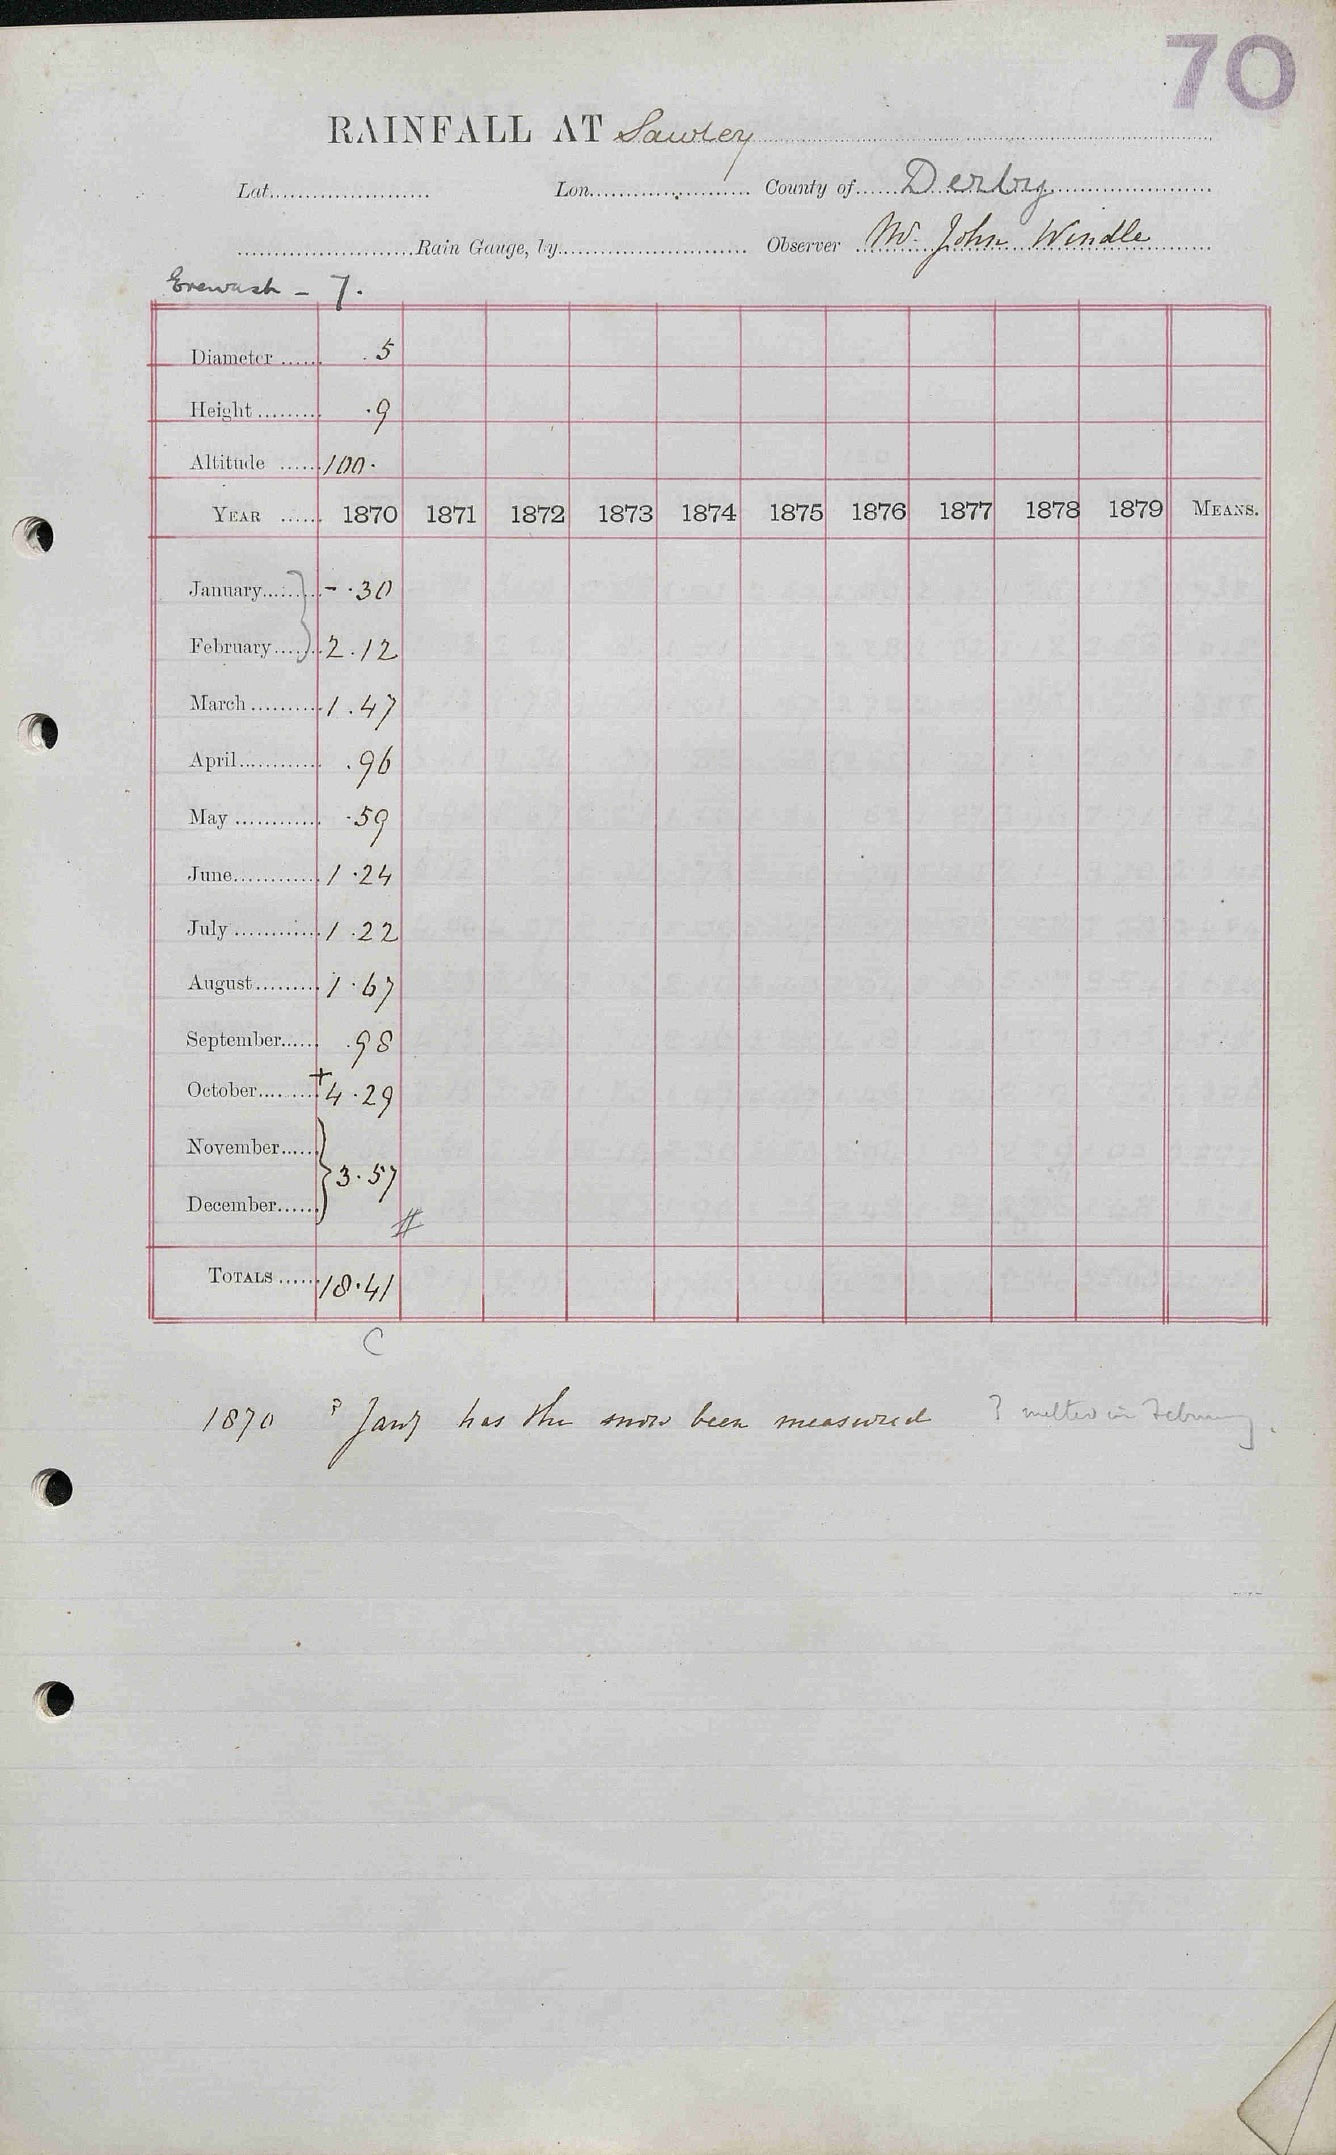 70
RAINFALL AT Sawley
Lat. Lon. County of Derby
Rain Gauge, by Observer Mr. John Windle
Erewash - 7.
Diameter 5
Height .9
Altitude 100.
YEAR 1870 1871 1872 1873 1874 1875 1876 1877 1878 1879 MEANS.
January - .30
February 2.12
March 1.47
April .96
May .59
June 1.24
July 1.22
August 1.67
September .98
October + 4.29
November
3.57
December
#
TOTALS 18.41
C
1870 ? Jany has the snow been measured ? melted in February.